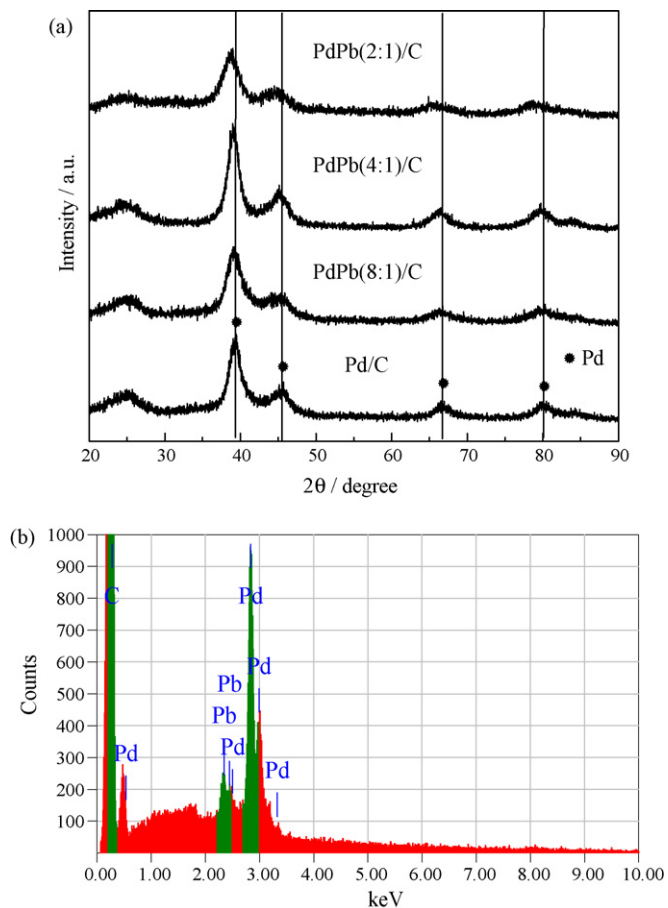 (a)
PdPb(2:1)/C
PdPb(4:1)/C
PdPb(8:1)/C
Pd/C
Pd
Intensity / a.u.
20 30 40 50 60 70 80 90
2θ / degree
(b)
1000
900
800
700
600
500
400
300
200
100
Counts
C
Pd
Pd
Pb
Pd
Pb
Pd
Pd
Pd
0.00 1.00 2.00 3.00 4.00 5.00 6.00 7.00 8.00 9.00 10.00
keV